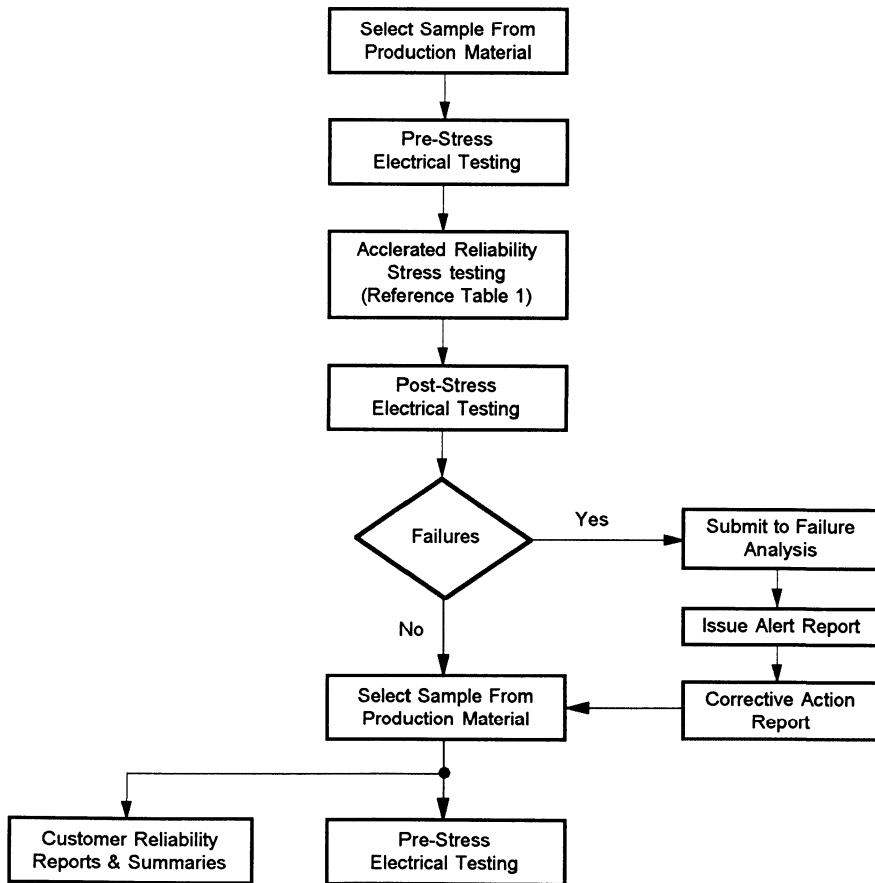 Select Sample From
Production Material
Pre-Stress
Electrical Testing
Acclerated Reliability
Stress testing
(Reference Table 1)
Post-Stress
Electrical Testing
Failures
Yes
Submit to Failure
Analysis
Issue Alert Report
Corrective Action
Report
No
Select Sample From
Production Material
Customer Reliability
Reports & Summaries
Pre-Stress
Electrical Testing